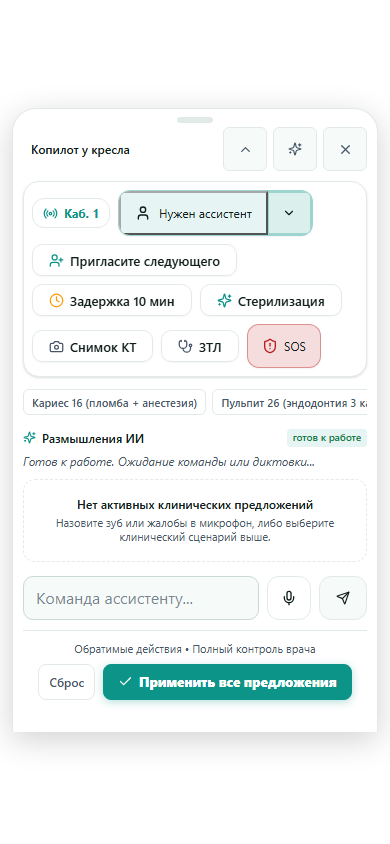 Копилот у кресла
Каб. 1
Нужен ассистент
Пригласите следующего
Задержка 10 мин
Стерилизация
Снимок КТ
ЗТЛ
SOS
Кариес 16 (пломба + анестезия)
Пульпит 26 (эндодонтия 3 ка
Размышления ИИ
готов к работе
Готов к работе. Ожидание команды или диктовки...
Нет активных клинических предложений
Назовите зуб или жалобы в микрофон, либо выберите
клинический сценарий выше.
Команда ассистенту...
Обратимые действия • Полный контроль врача
Сброс
Применить все предложения